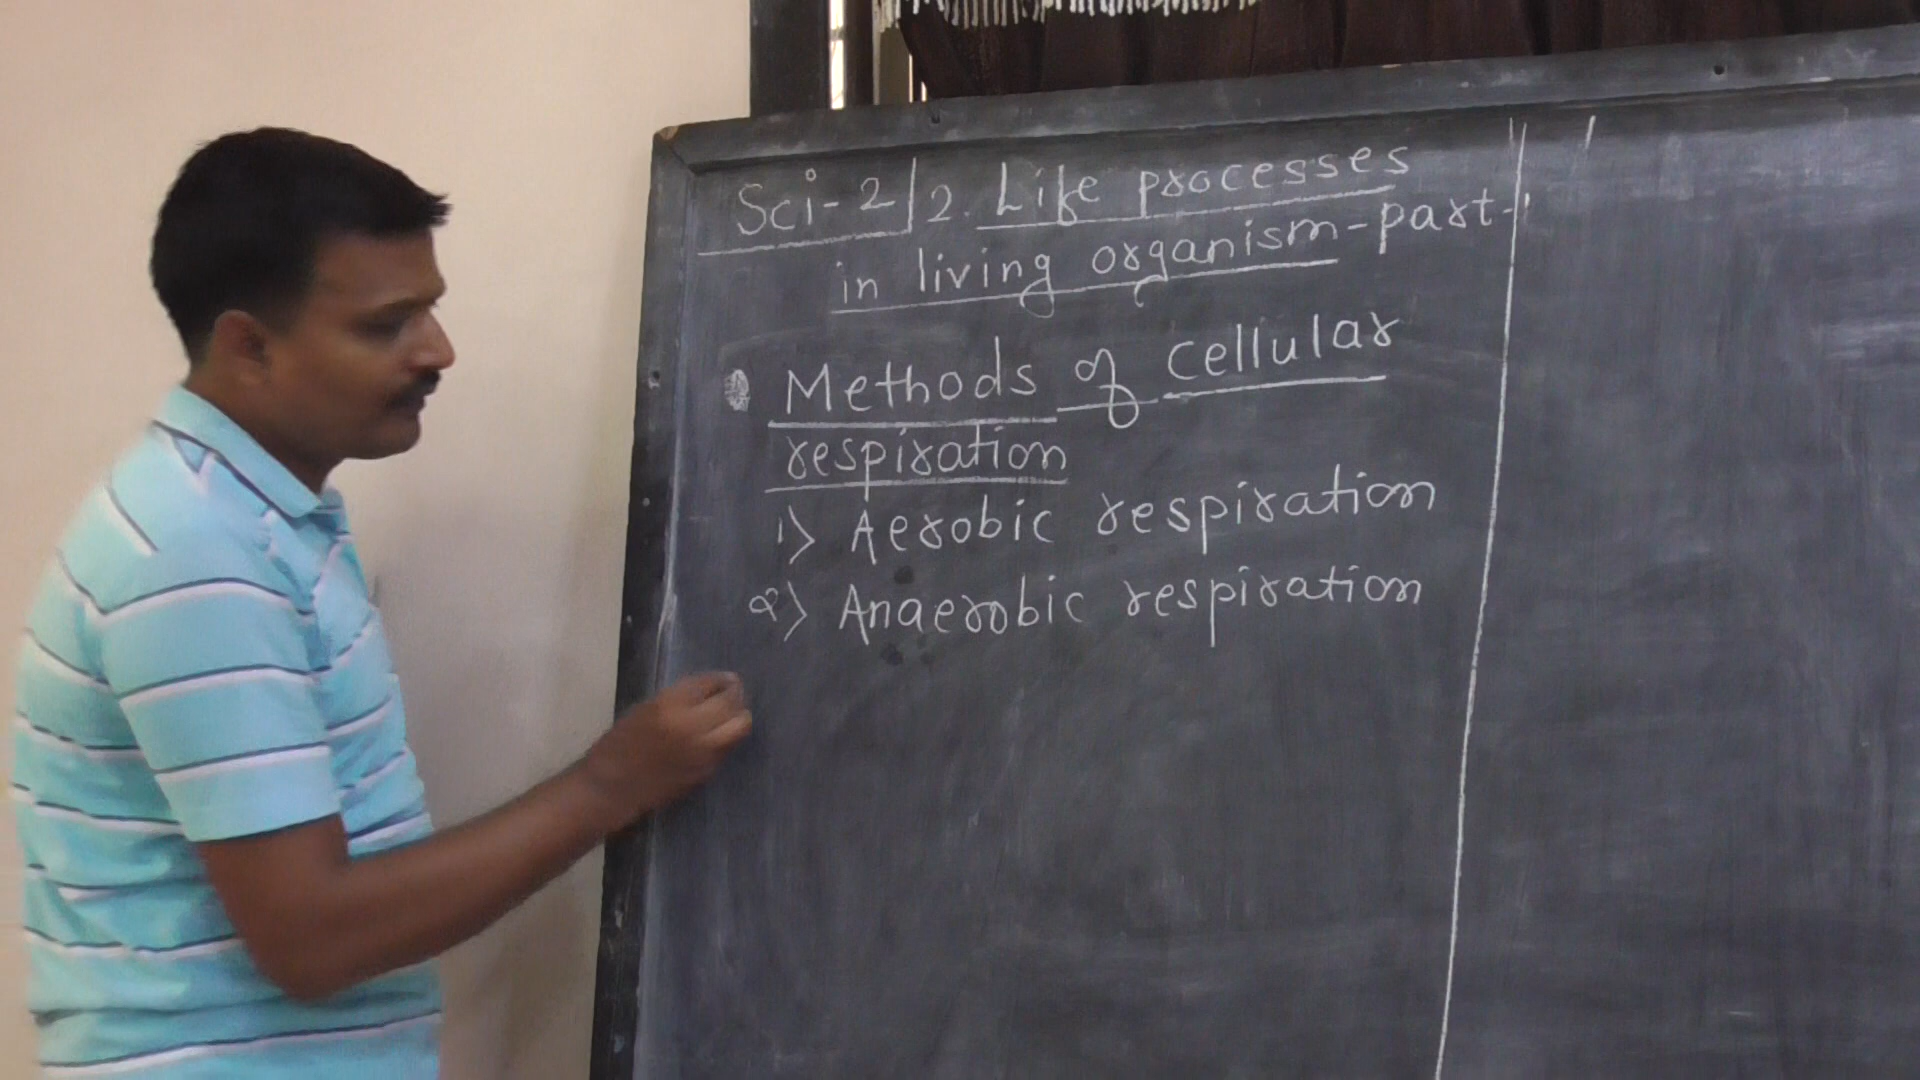 Sci-2 | 2. Life processes
in living organism-part-1
Methods of cellular
respiration
1> Aerobic respiration
2> Anaerobic respiration